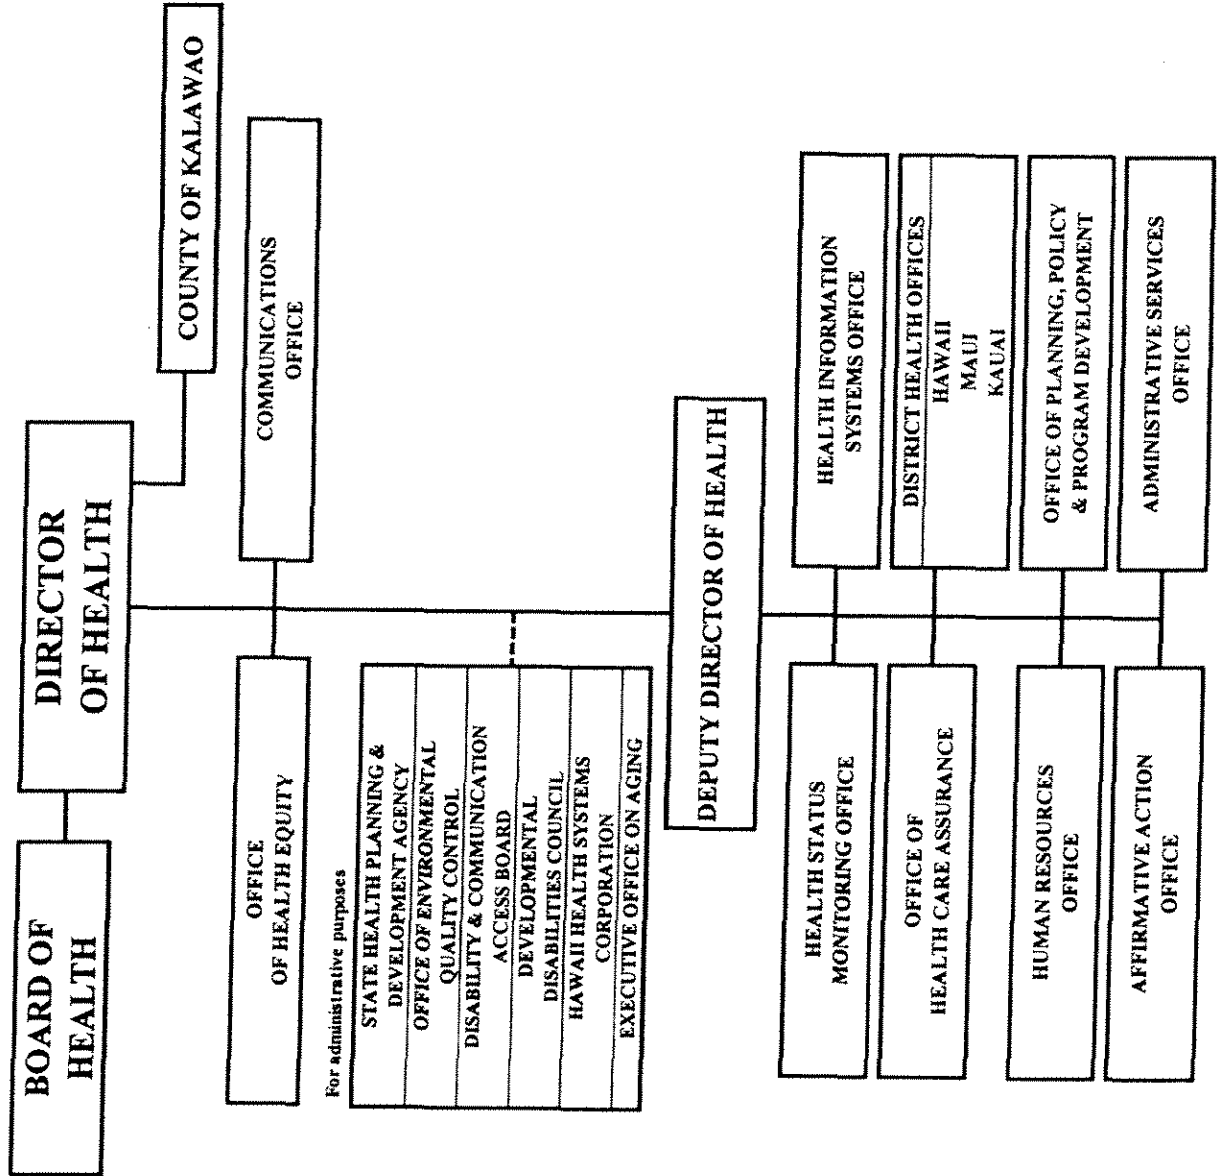 BOARD OF
HEALTH
DIRECTOR
OF HEALTH
COUNTY OF KALAWAO
OFFICE
OF HEALTH EQUITY
COMMUNICATIONS
OFFICE
For administrative purposes
STATE HEALTH PLANNING &
DEVELOPMENT AGENCY
OFFICE OF ENVIRONMENTAL
QUALITY CONTROL
DISABILITY & COMMUNICATION
ACCESS BOARD
DEVELOPMENTAL
DISABILITIES COUNCIL
HAWAII HEALTH SYSTEMS
CORPORATION
EXECUTIVE OFFICE ON AGING
DEPUTY DIRECTOR OF HEALTH
HEALTH STATUS
MONITORING OFFICE
HEALTH INFORMATION
SYSTEMS OFFICE
OFFICE OF
HEALTH CARE ASSURANCE
DISTRICT HEALTH OFFICES
HAWAII
MAUI
KAUAI
HUMAN RESOURCES
OFFICE
OFFICE OF PLANNING, POLICY
& PROGRAM DEVELOPMENT
AFFIRMATIVE ACTION
OFFICE
ADMINISTRATIVE SERVICES
OFFICE